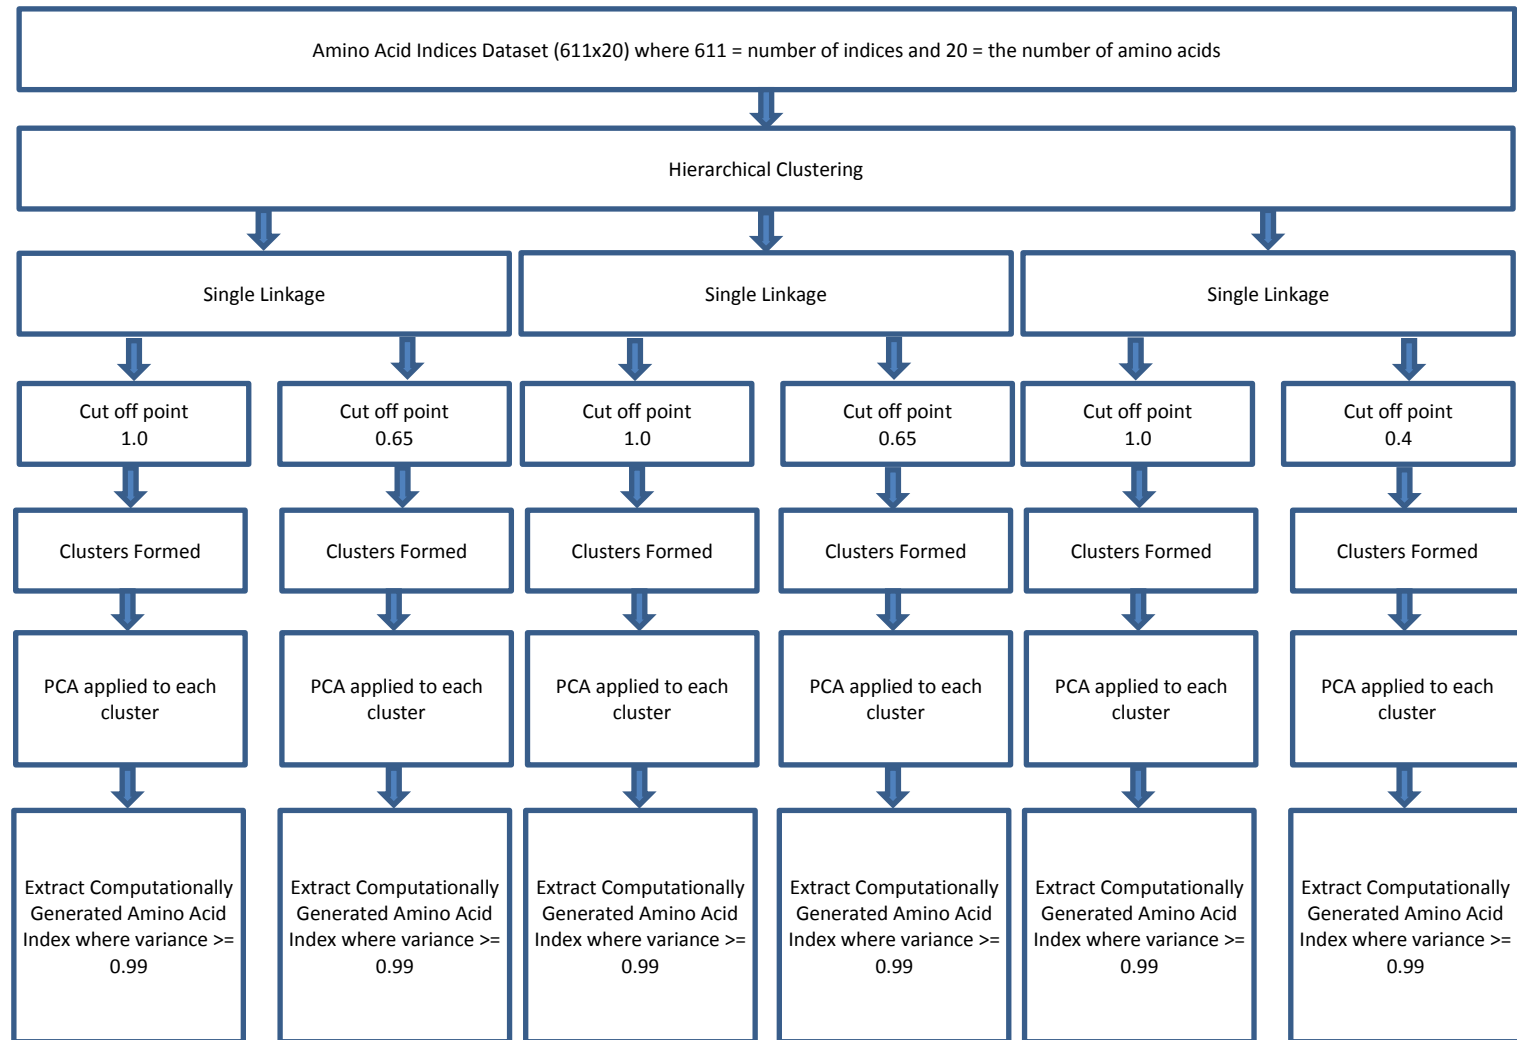 Amino Acid Indices Dataset (611x20) where 611 = number of indices and 20 = the number of amino acids
Hierarchical Clustering
Single Linkage
Single Linkage
Single Linkage
Cut off point
1.0
Cut off point
0.65
Cut off point
1.0
Cut off point
0.65
Cut off point
1.0
Cut off point
0.4
Clusters Formed
Clusters Formed
Clusters Formed
Clusters Formed
Clusters Formed
Clusters Formed
PCA applied to each
cluster
PCA applied to each
cluster
PCA applied to each
cluster
PCA applied to each
cluster
PCA applied to each
cluster
PCA applied to each
cluster
Extract Computationally
Generated Amino Acid
Index where variance >=
0.99
Extract Computationally
Generated Amino Acid
Index where variance >=
0.99
Extract Computationally
Generated Amino Acid
Index where variance >=
0.99
Extract Computationally
Generated Amino Acid
Index where variance >=
0.99
Extract Computationally
Generated Amino Acid
Index where variance >=
0.99
Extract Computationally
Generated Amino Acid
Index where variance >=
0.99